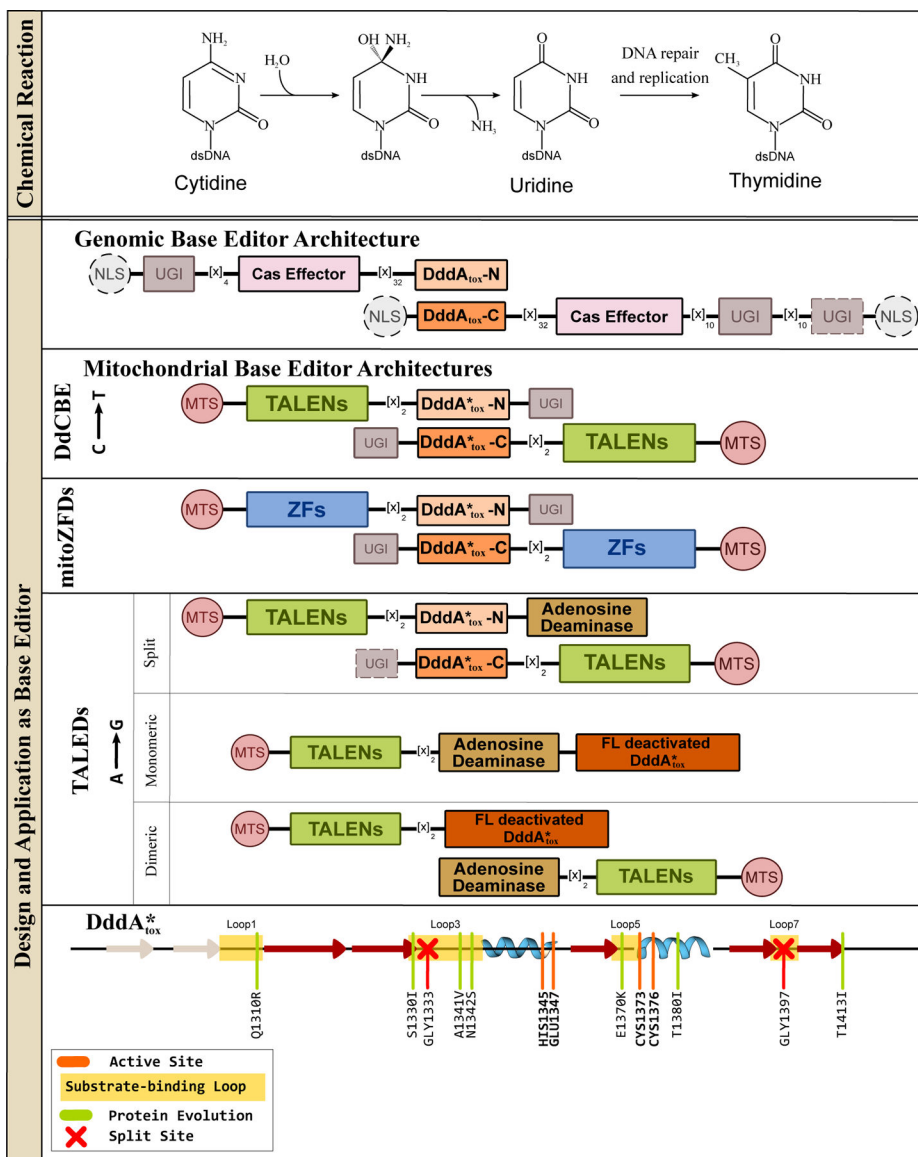 Chemical Reaction
NH₂
N
N
O
dsDNA
Cytidine
H₂O
OH
NH₂
NH
N
O
dsDNA
NH₃
O
NH
N
O
dsDNA
Uridine
DNA repair
and replication
O
CH₃
NH
N
O
dsDNA
Thymidine
Design and Application as Base Editor
Genomic Base Editor Architecture
NLS UGI [x]₄ Cas Effector [x]₃₂ DddAtox-N
NLS DddAtox-C [x]₃₂ Cas Effector [x]₁₀ UGI [x]₁₀ UGI NLS
Mitochondrial Base Editor Architectures
DdCBE
C T
MTS TALENs [x]₂ DddA*tox-N UGI
UGI DddA*tox-C [x]₂ TALENs MTS
mitoZFDs
MTS ZFs [x]₂ DddA*tox-N UGI
UGI DddA*tox-C [x]₂ ZFs MTS
TALEDs
A G
Split
MTS TALENs [x]₂ DddA*tox-N Adenosine
Deaminase
UGI DddA*tox-C [x]₂ TALENs MTS
Monomeric
MTS TALENs [x]₂ Adenosine
Deaminase
FL deactivated
DddA*tox
Dimeric
MTS TALENs [x]₂ FL deactivated
DddA*tox
Adenosine
Deaminase
[x]₂ TALENs MTS
DddA*tox
Loop1
Loop3
Loop5
Loop7
Q1310R
S1330I
GLY1333
A1341V
N1342S
HIS1345
GLU1347
E1370K
CYS1373
CYS1376
T1380I
GLY1397
T1413I
Active Site
Substrate-binding Loop
Protein Evolution
Split Site